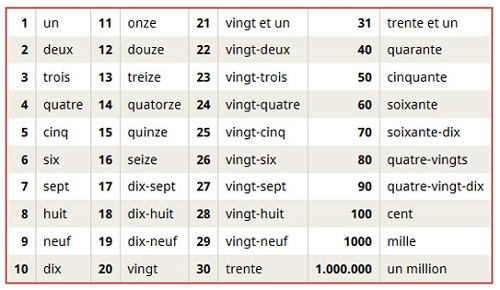 1 un 11 onze 21 vingt et un 31 trente et un
2 deux 12 douze 22 vingt-deux 40 quarante
3 trois 13 treize 23 vingt-trois 50 cinquante
4 quatre 14 quatorze 24 vingt-quatre 60 soixante
5 cinq 15 quinze 25 vingt-cinq 70 soixante-dix
6 six 16 seize 26 vingt-six 80 quatre-vingts
7 sept 17 dix-sept 27 vingt-sept 90 quatre-vingt-dix
8 huit 18 dix-huit 28 vingt-huit 100 cent
9 neuf 19 dix-neuf 29 vingt-neuf 1000 mille
10 dix 20 vingt 30 trente 1.000.000 un million